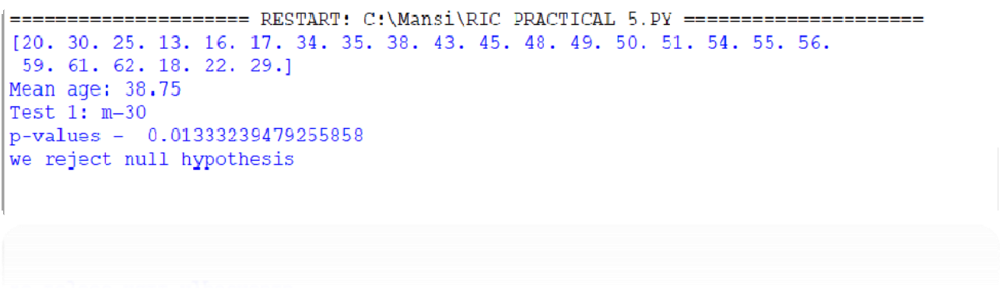 ===================== RESTART: C:\Mansi\RIC PRACTICAL 5.PY =====================
[20. 30. 25. 13. 16. 17. 34. 35. 38. 43. 45. 48. 49. 50. 51. 54. 55. 56.
59. 61. 62. 18. 22. 29.]
Mean age: 38.75
Test 1: m=30
p-values - 0.01333239479255858
we reject null hypothesis